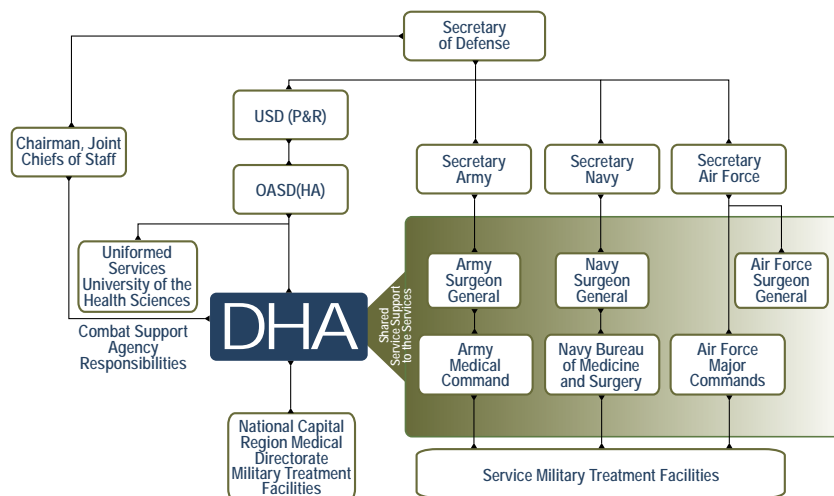 Secretary
of Defense
USD (P&R)
Chairman, Joint
Chiefs of Staff
Secretary
Army
Secretary
Navy
Secretary
Air Force
OASD(HA)
Uniformed
Services
University of the
Health Sciences
Army
Surgeon
General
Navy
Surgeon
General
Air Force
Surgeon
General
DHA
Shared
Service Support
to the Services
Combat Support
Agency
Responsibilities
Army
Medical
Command
Navy Bureau
of Medicine
and Surgery
Air Force
Major
Commands
National Capital
Region Medical
Directorate
Military Treatment
Facilities
Service Military Treatment Facilities